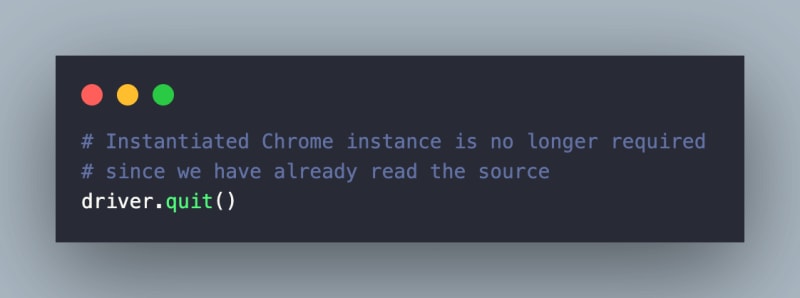 # Instantiated Chrome instance is no longer required
# since we have already read the source
driver.quit()